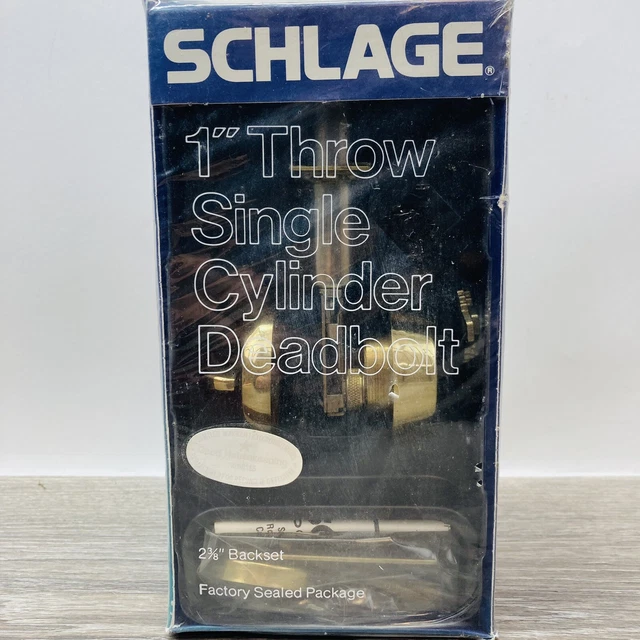 SCHLAGE®
1" Throw
Single
Cylinder
Deadbolt
2⅜" Backset
Factory Sealed Package